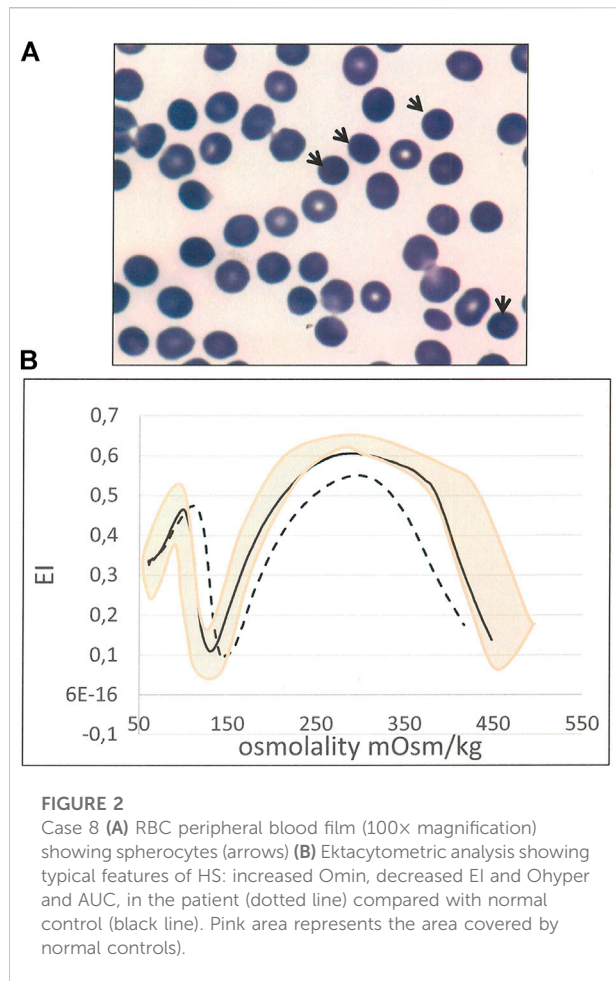 A
B
0,7
0,6
0,5
0,4
0,3
0,2
0,1
6E-16
-0,1
EI
50 150 250 350 450 550
osmolality mOsm/kg
FIGURE 2
Case 8 (A) RBC peripheral blood film (100× magnification)
showing spherocytes (arrows) (B) Ektacytometric analysis showing
typical features of HS: increased Omin, decreased EI and Ohyper
and AUC, in the patient (dotted line) compared with normal
control (black line). Pink area represents the area covered by
normal controls).